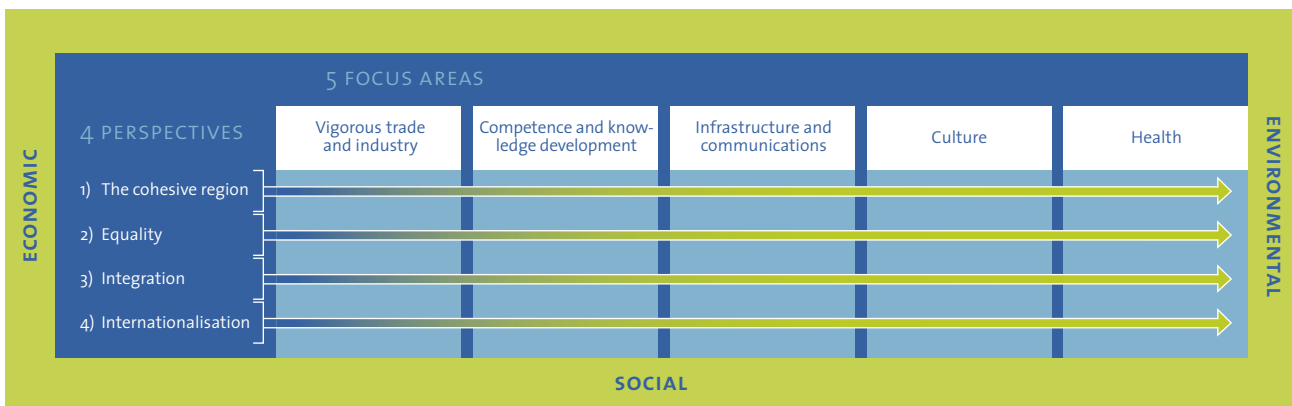 5 FOCUS AREAS
4 PERSPECTIVES
Vigorous trade
and industry
Competence and know-
ledge development
Infrastructure and
communications
Culture
Health
1) The cohesive region
2) Equality
3) Integration
4) Internationalisation
ECONOMIC
ENVIRONMENTAL
SOCIAL